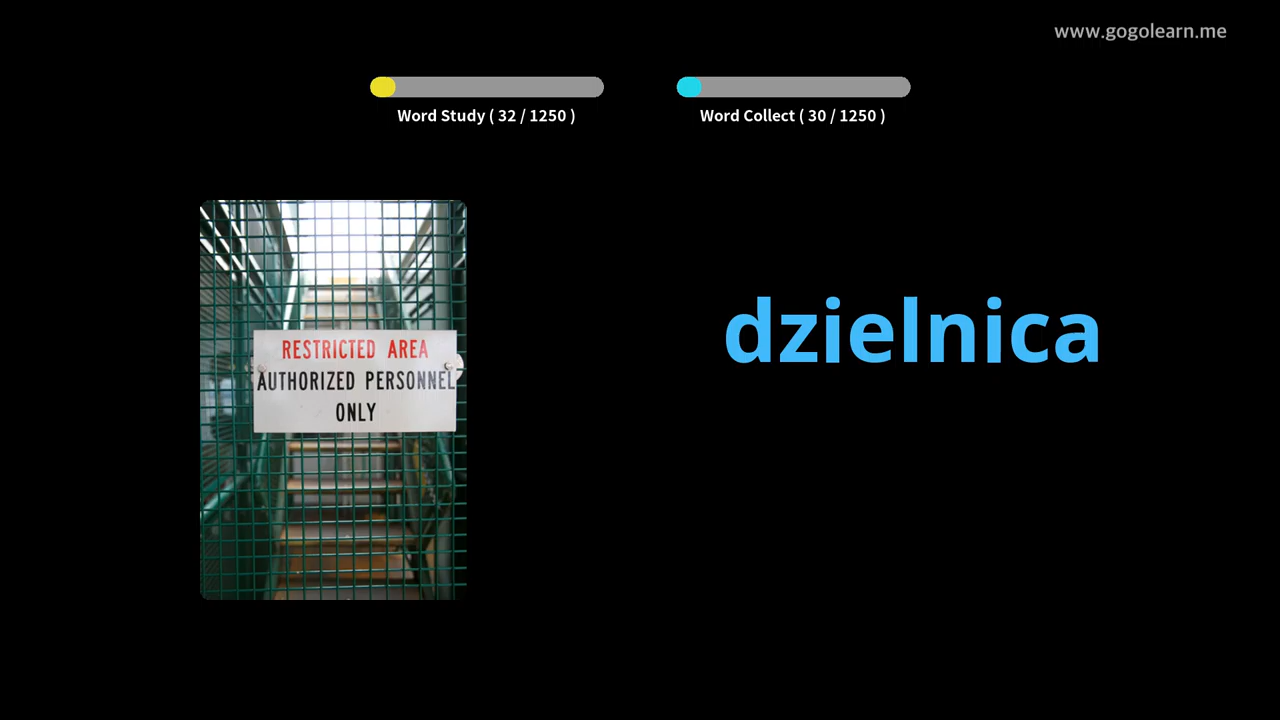 www.gogolearn.me
Word Study ( 32 / 1250 )
Word Collect ( 30 / 1250 )
RESTRICTED AREA
AUTHORIZED PERSONNEL
ONLY
dzielnica